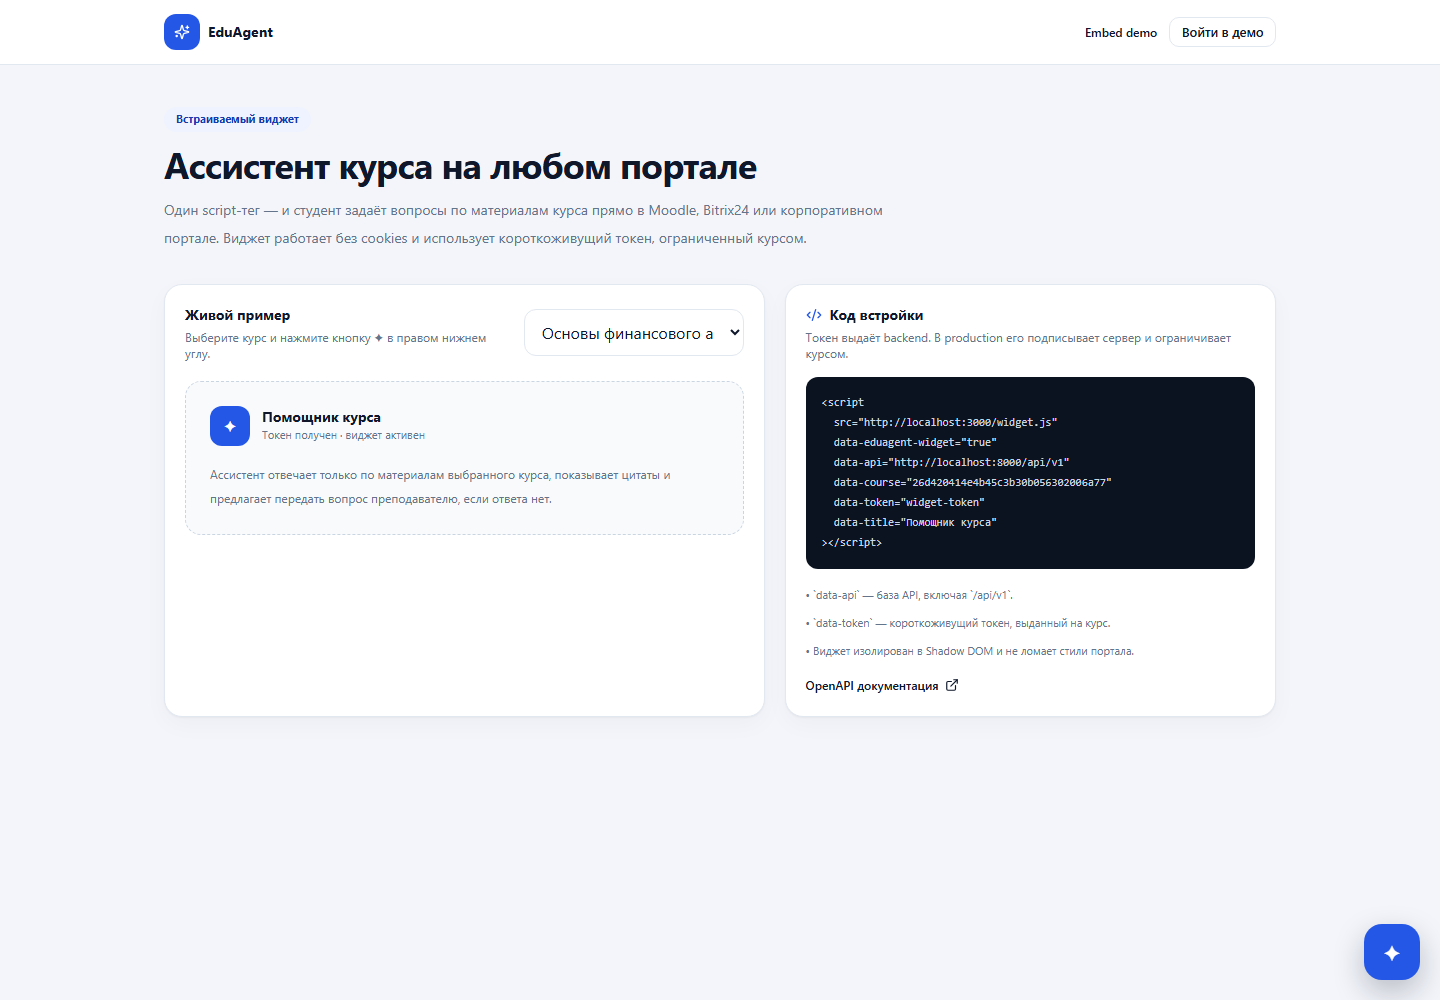 EduAgent
Embed demo
Войти в демо
Встраиваемый виджет
Ассистент курса на любом портале
Один script-тег — и студент задаёт вопросы по материалам курса прямо в Moodle, Bitrix24 или корпоративном
портале. Виджет работает без cookies и использует короткоживущий токен, ограниченный курсом.
Живой пример
Выберите курс и нажмите кнопку ✦ в правом нижнем
углу.
Основы финансового а
✦
Помощник курса
Токен получен · виджет активен
Ассистент отвечает только по материалам выбранного курса, показывает цитаты и
предлагает передать вопрос преподавателю, если ответа нет.
Код встройки
Токен выдаёт backend. В production его подписывает сервер и ограничивает
курсом.
<script
  src="http://localhost:3000/widget.js"
  data-eduagent-widget="true"
  data-api="http://localhost:8000/api/v1"
  data-course="26d420414e4b45c3b30b056302006a77"
  data-token="widget-token"
  data-title="Помощник курса"
></script>
• `data-api` — база API, включая `/api/v1`.
• `data-token` — короткоживущий токен, выданный на курс.
• Виджет изолирован в Shadow DOM и не ломает стили портала.
OpenAPI документация
✦